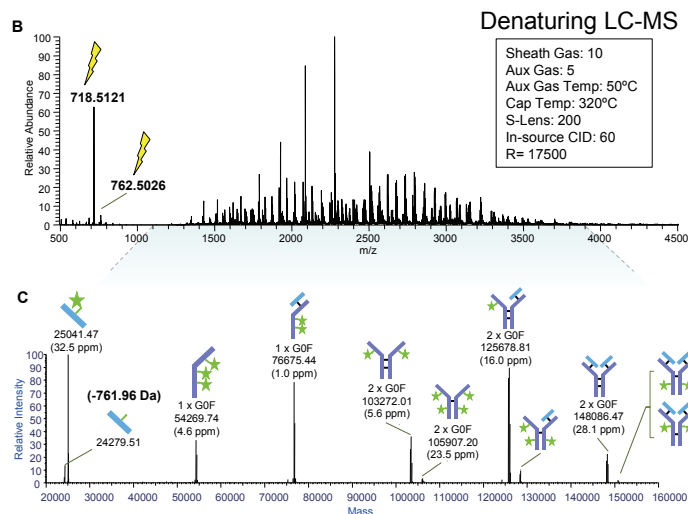 B
Denaturing LC-MS
Sheath Gas: 10
Aux Gas: 5
Aux Gas Temp: 50ºC
Cap Temp: 320ºC
S-Lens: 200
In-source CID: 60
R= 17500
718.5121
762.5026
Relative Abundance
100
90
80
70
60
50
40
30
20
10
0
500 1000 1500 2000 2500 3000 3500 4000 4500
m/z
C
25041.47
(32.5 ppm)
(-761.96 Da)
24279.51
1 x G0F
54269.74
(4.6 ppm)
1 x G0F
76675.44
(1.0 ppm)
2 x G0F
103272.01
(5.6 ppm)
2 x G0F
105907.20
(23.5 ppm)
2 x G0F
125678.81
(16.0 ppm)
2 x G0F
148086.47
(28.1 ppm)
Relative Intensity
100
90
80
70
60
50
40
30
20
10
0
20000 30000 40000 50000 60000 70000 80000 90000 100000 110000 120000 130000 140000 150000 160000
Mass